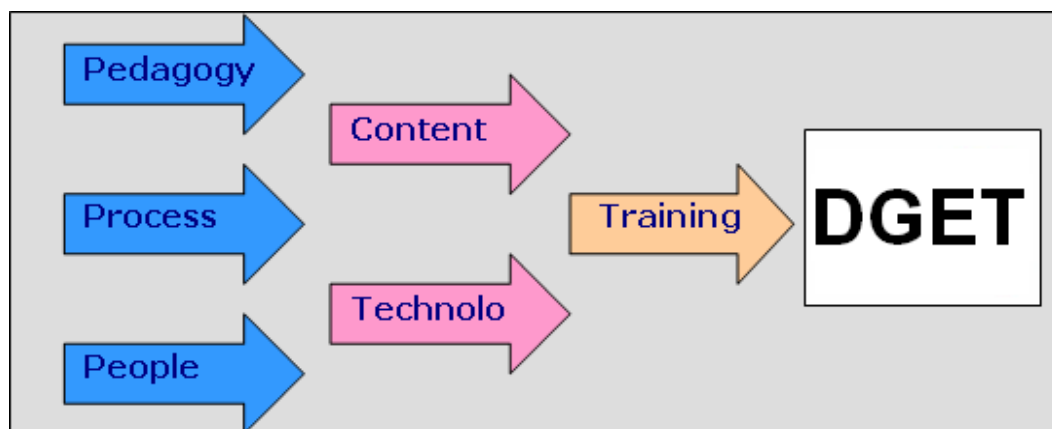 Pedagogy
Process
People
Content
Technolo
Training
DGET